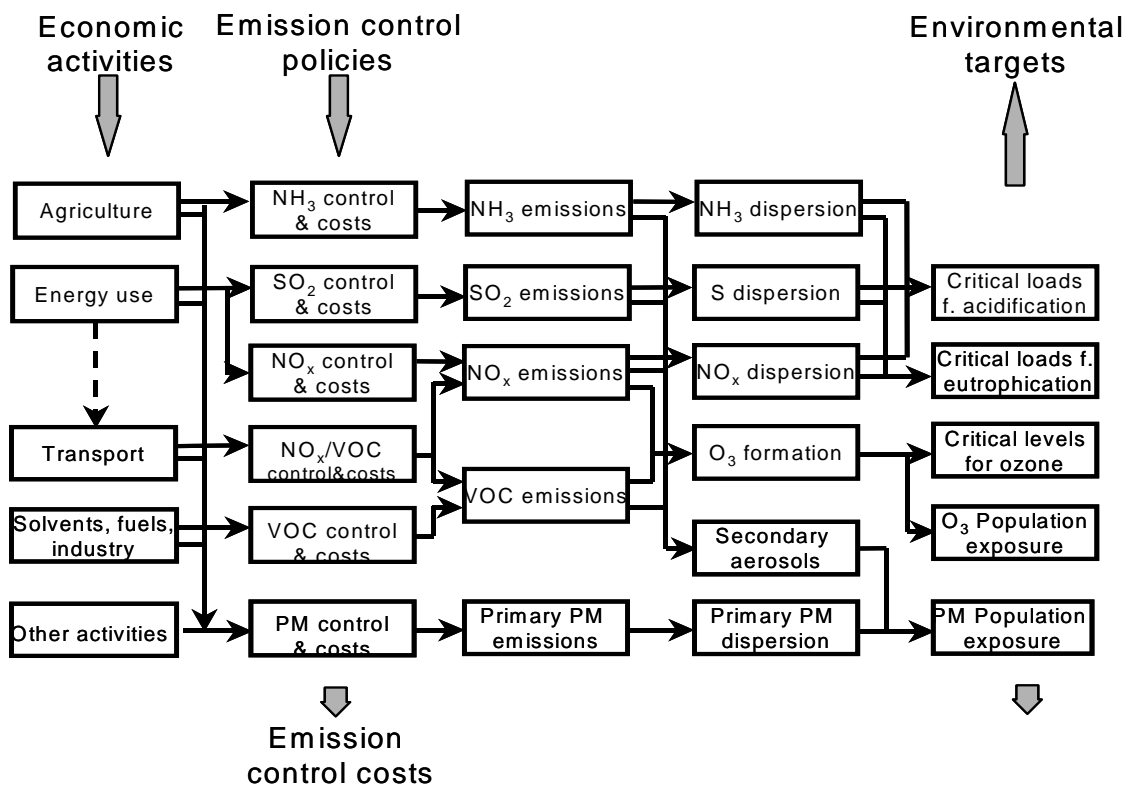 Economic
activities
Emission control
policies
Environmental
targets
Agriculture
NH₃ control
& costs
NH₃ emissions
NH₃ dispersion
Energy use
SO₂ control
& costs
SO₂ emissions
S dispersion
Critical loads
f. acidification
NOₓ control
& costs
NOₓ emissions
NOₓ dispersion
Critical loads f.
eutrophication
Transport
NOₓ/VOC
control&costs
O₃ formation
Critical levels
for ozone
VOC emissions
Solvents, fuels,
industry
VOC control
& costs
Secondary
aerosols
O₃ Population
exposure
Other activities
PM control
& costs
Primary PM
emissions
Primary PM
dispersion
PM Population
exposure
Emission
control costs